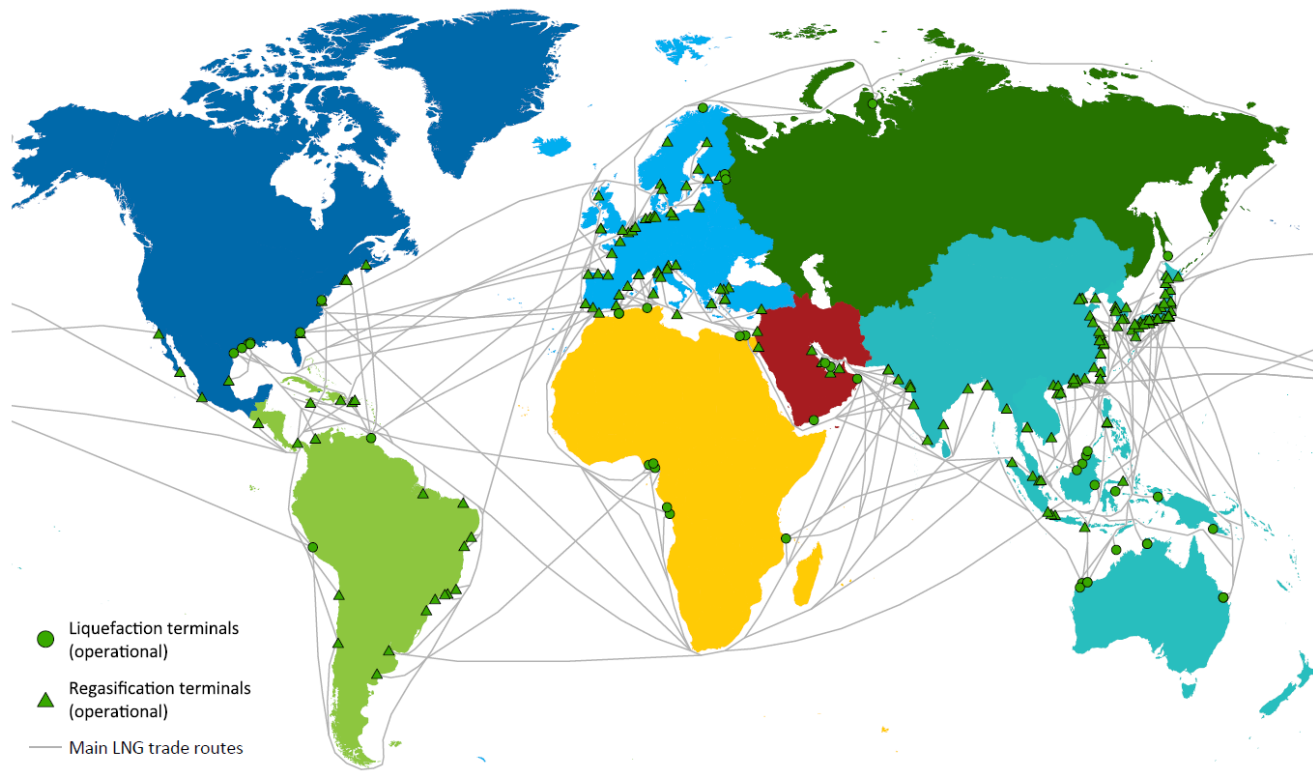 Liquefaction terminals
(operational)
Regasification terminals
(operational)
Main LNG trade routes